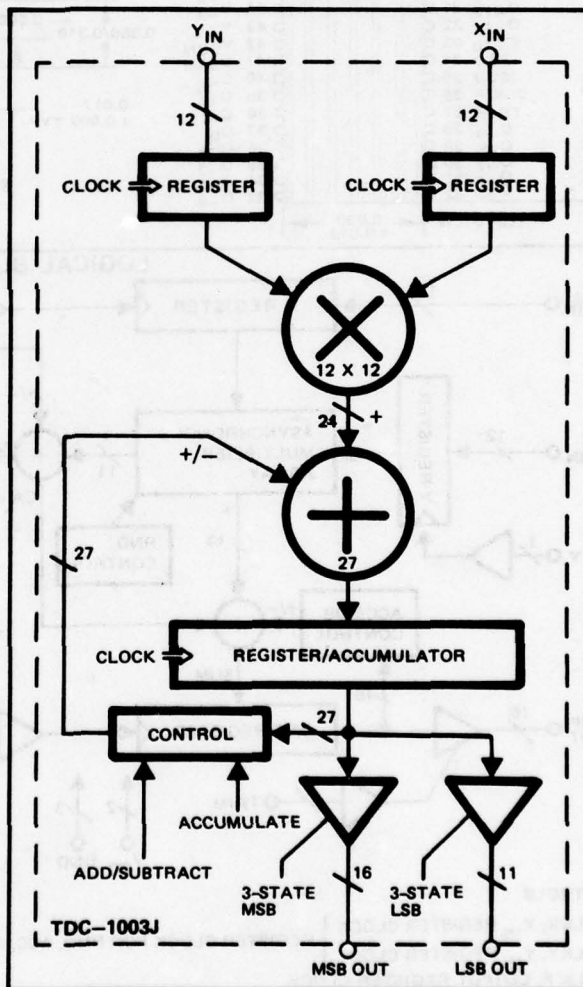 Y_IN X_IN
12 12
CLOCK REGISTER CLOCK REGISTER
12 X 12
24 +
+/-
27
27
CLOCK REGISTER/ACCUMULATOR
27
CONTROL
ACCUMULATE
ADD/SUBTRACT
16 11
3-STATE MSB
3-STATE LSB
TDC-1003J
MSB OUT LSB OUT